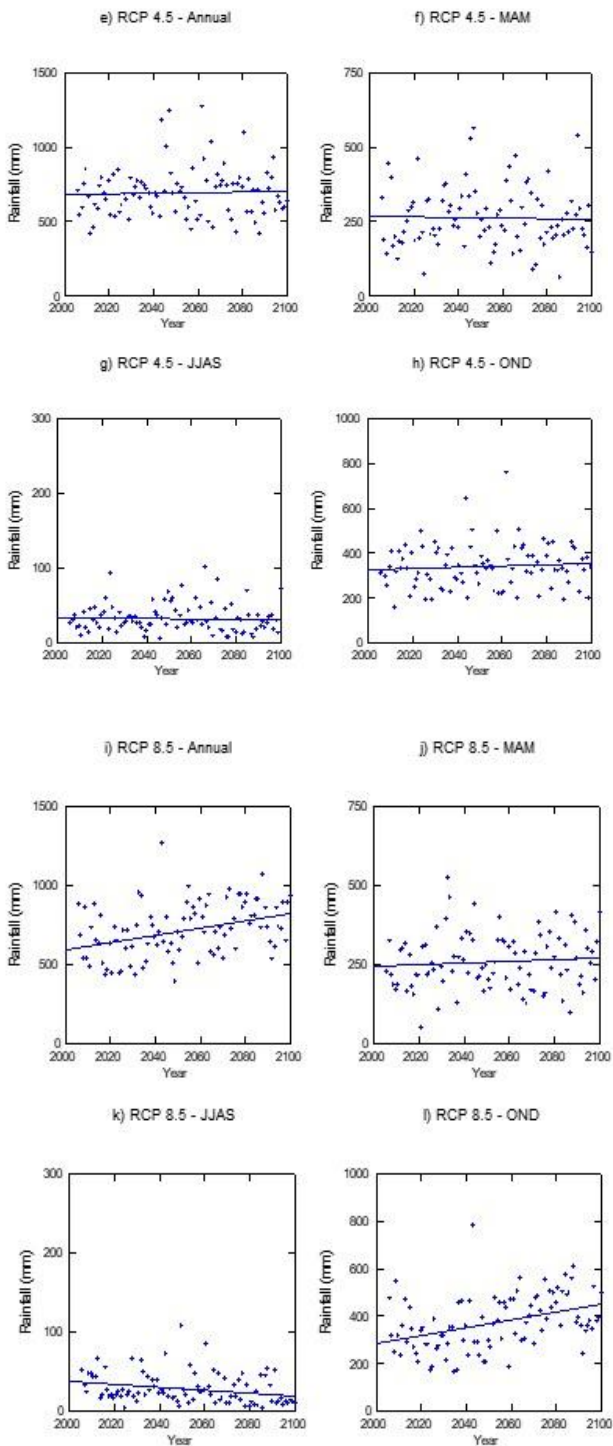 e) RCP 4.5 - Annual
f) RCP 4.5 - MAM
1500
1000
500
0
Rainfall (mm)
2000 2020 2040 2060 2080 2100
Year
750
500
250
0
Rainfall (mm)
2000 2020 2040 2060 2080 2100
Year
g) RCP 4.5 - JJAS
h) RCP 4.5 - OND
300
200
100
0
Rainfall (mm)
2000 2020 2040 2060 2080 2100
Year
1000
800
600
400
200
0
Rainfall (mm)
2000 2020 2040 2060 2080 2100
Year
i) RCP 8.5 - Annual
j) RCP 8.5 - MAM
1500
1000
500
0
Rainfall (mm)
2000 2020 2040 2060 2080 2100
Year
750
500
250
0
Rainfall (mm)
2000 2020 2040 2060 2080 2100
Year
k) RCP 8.5 - JJAS
l) RCP 8.5 - OND
300
200
100
0
Rainfall (mm)
2000 2020 2040 2060 2080 2100
Year
1000
800
600
400
200
0
Rainfall (mm)
2000 2020 2040 2060 2080 2100
Year